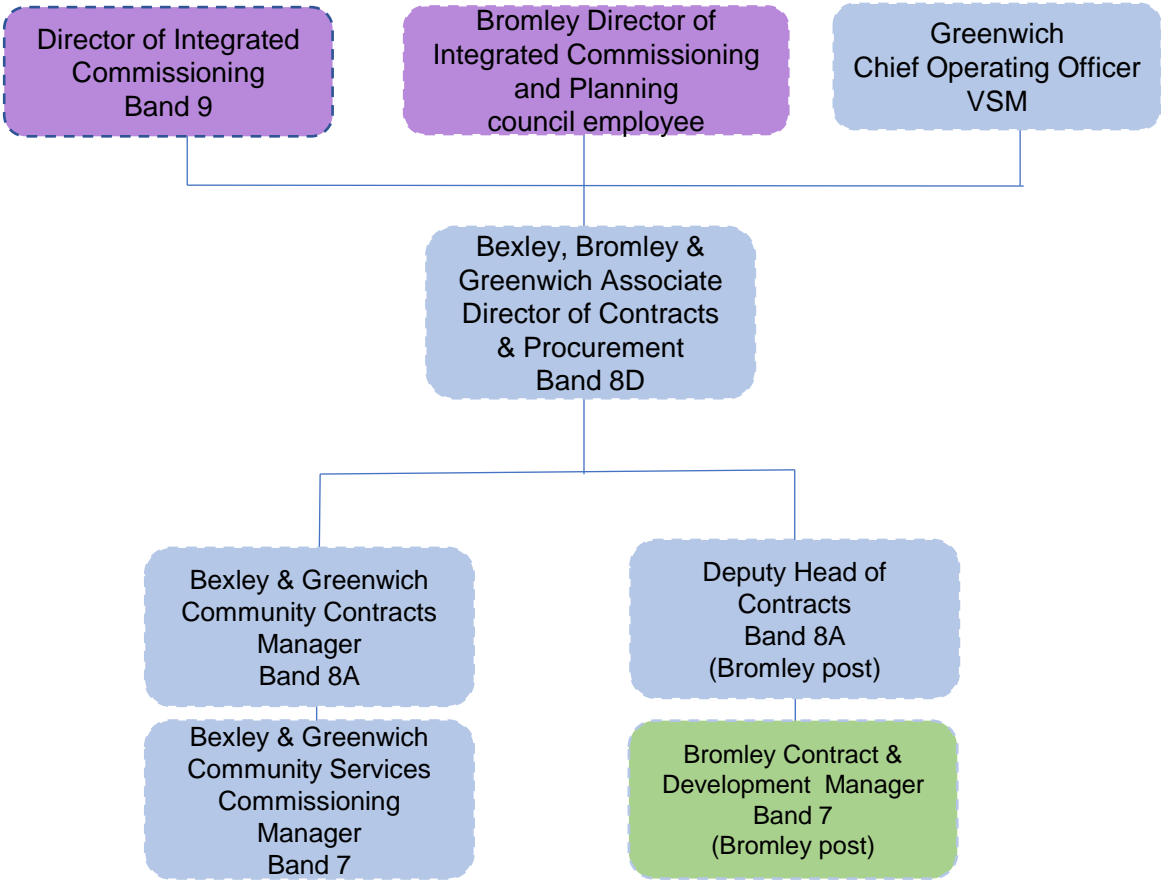 Director of Integrated
Commissioning
Band 9
Bromley Director of
Integrated Commissioning
and Planning
council employee
Greenwich
Chief Operating Officer
VSM
Bexley, Bromley &
Greenwich Associate
Director of Contracts
& Procurement
Band 8D
Bexley & Greenwich
Community Contracts
Manager
Band 8A
Deputy Head of
Contracts
Band 8A
(Bromley post)
Bexley & Greenwich
Community Services
Commissioning
Manager
Band 7
Bromley Contract &
Development Manager
Band 7
(Bromley post)